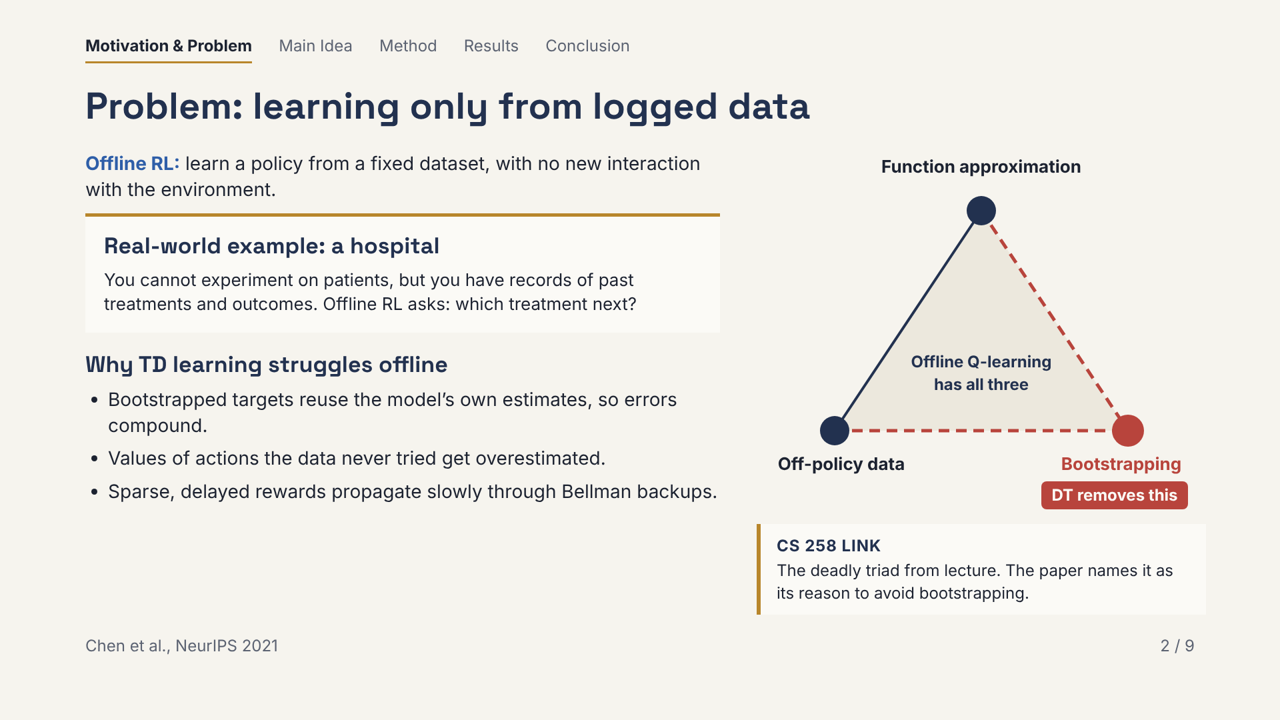 Motivation & Problem Main Idea Method Results Conclusion
Problem: learning only from logged data
Offline RL: learn a policy from a fixed dataset, with no new interaction
with the environment.
Real-world example: a hospital
You cannot experiment on patients, but you have records of past
treatments and outcomes. Offline RL asks: which treatment next?
Why TD learning struggles offline
• Bootstrapped targets reuse the model’s own estimates, so errors
compound.
• Values of actions the data never tried get overestimated.
• Sparse, delayed rewards propagate slowly through Bellman backups.
Function approximation
Offline Q-learning
has all three
Off-policy data
Bootstrapping
DT removes this
CS 258 LINK
The deadly triad from lecture. The paper names it as
its reason to avoid bootstrapping.
Chen et al., NeurIPS 2021
2 / 9